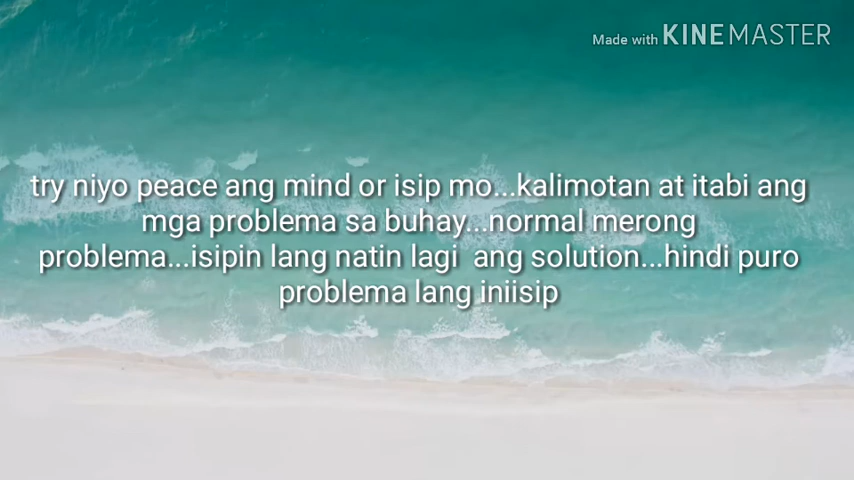 Made with KINEMASTER
try niyo peace ang mind or isip mo...kalimotan at itabi ang
mga problema sa buhay...normal merong
problema...isipin lang natin lagi ang solution...hindi puro
problema lang iniisip